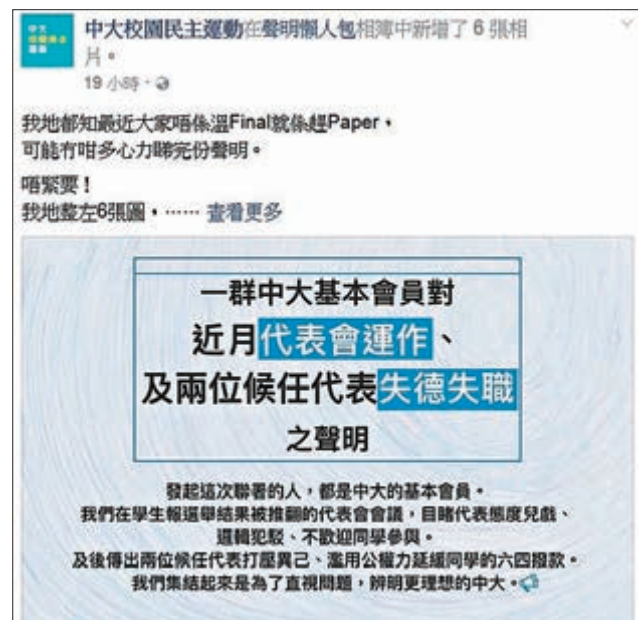 中大校園民主運動在聲明懶人包相簿中新增了 6 張相
片。
19 小時 ·
我地都知最近大家唔係溫Final就係趕Paper，
可能冇咁多心力睇完份聲明。
唔緊要！
我地整左6張圖，…… 查看更多
一群中大基本會員對
近月代表會運作、
及兩位候任代表失德失職
之聲明
發起這次聯署的人，都是中大的基本會員。
我們在學生報選舉結果被推翻的代表會會議，目睹代表態度兒戲、
邏輯犯駁、不歡迎同學參與。
及後傳出兩位候任代表打壓異己、濫用公權力延緩同學的六四撥款。
我們集結起來是為了直視問題，辨明更理想的中大。